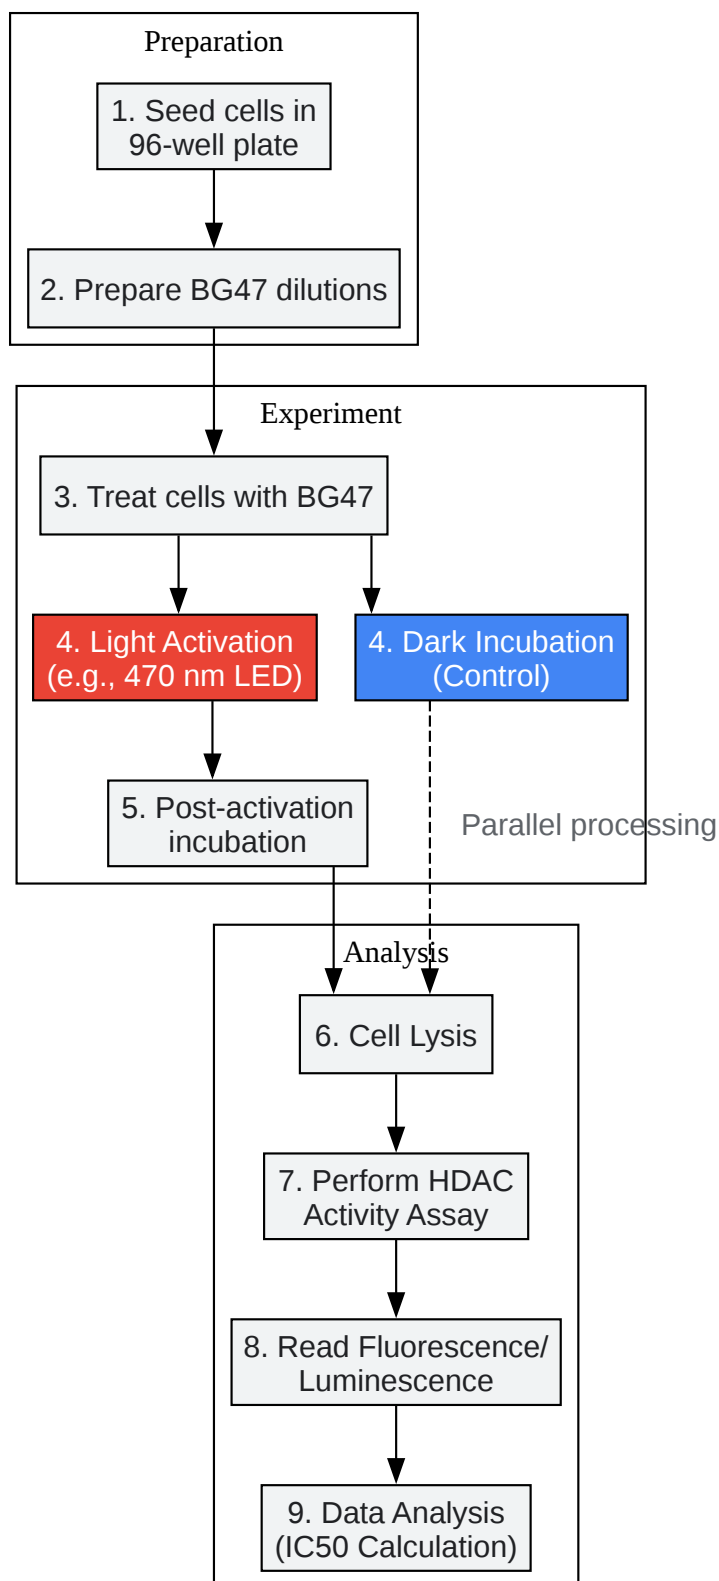 Preparation
1. Seed cells in
96-well plate
2. Prepare BG47 dilutions
Experiment
3. Treat cells with BG47
4. Light Activation
(e.g., 470 nm LED)
4. Dark Incubation
(Control)
5. Post-activation
incubation
Parallel processing
Analysis
6. Cell Lysis
7. Perform HDAC
Activity Assay
8. Read Fluorescence/
Luminescence
9. Data Analysis
(IC50 Calculation)